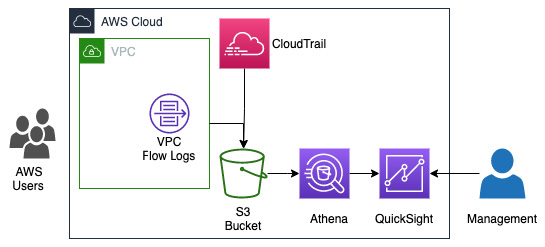 AWS Cloud
VPC
CloudTrail
VPC
Flow Logs
AWS
Users
S3
Bucket
Athena
QuickSight
Management